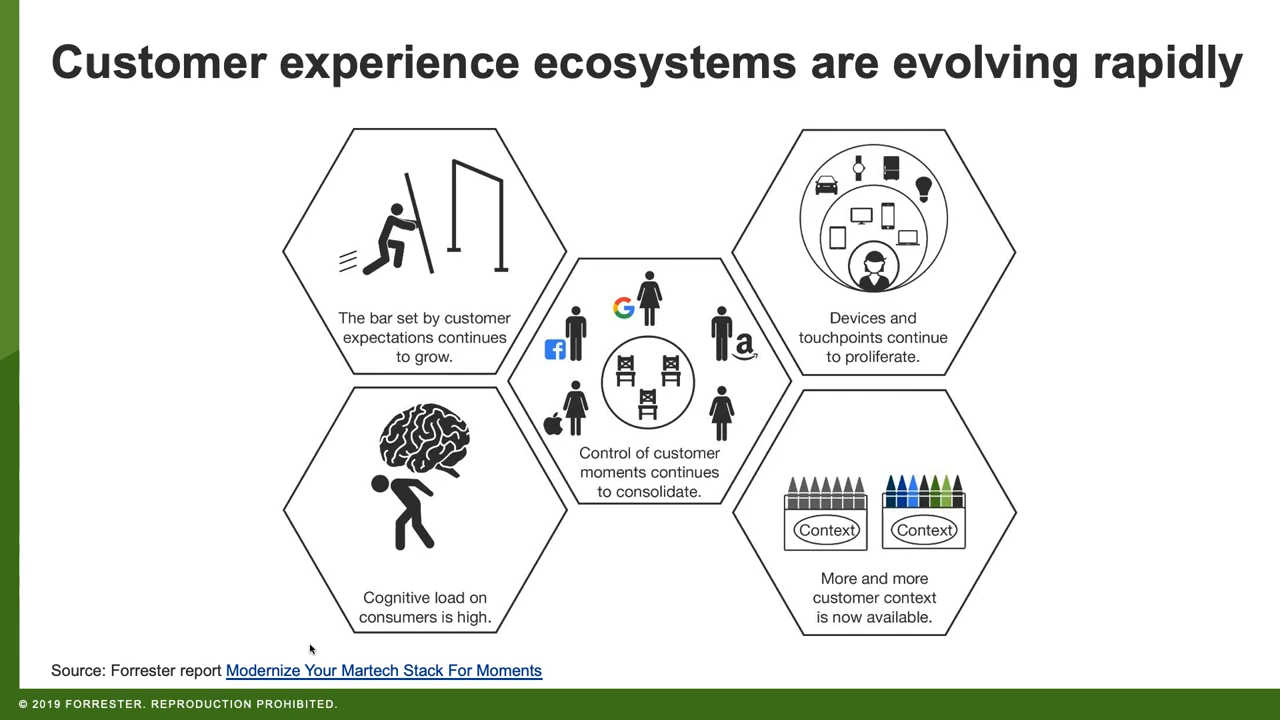 Customer experience ecosystems are evolving rapidly
The bar set by customer
expectations continues
to grow.
Devices and
touchpoints continue
to proliferate.
Control of customer
moments continues
to consolidate.
Cognitive load on
consumers is high.
Context
Context
More and more
customer context
is now available.
Source: Forrester report Modernize Your Martech Stack For Moments
© 2019 FORRESTER. REPRODUCTION PROHIBITED.